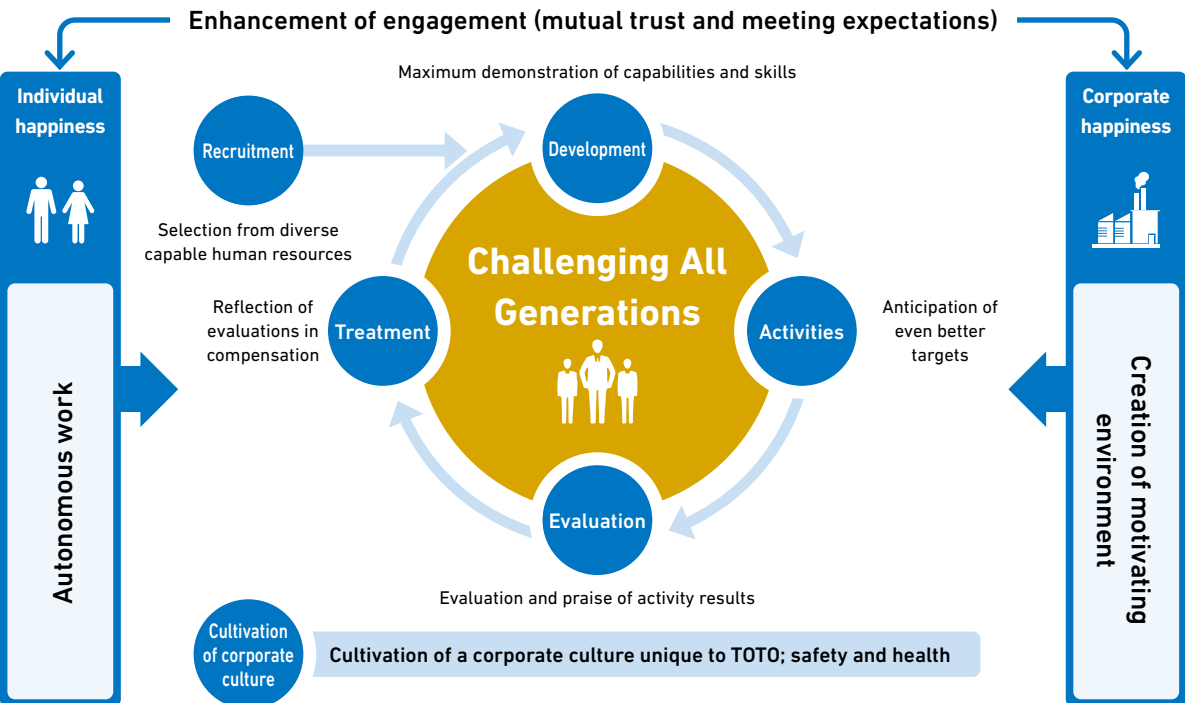 Enhancement of engagement (mutual trust and meeting expectations)
Individual
happiness
Autonomous work
Maximum demonstration of capabilities and skills
Recruitment
Development
Selection from diverse
capable human resources
Challenging All
Generations
Reflection of
evaluations in
compensation
Treatment
Activities
Anticipation of
even better
targets
Evaluation
Evaluation and praise of activity results
Cultivation
of corporate
culture
Cultivation of a corporate culture unique to TOTO; safety and health
Corporate
happiness
Creation of motivating
environment